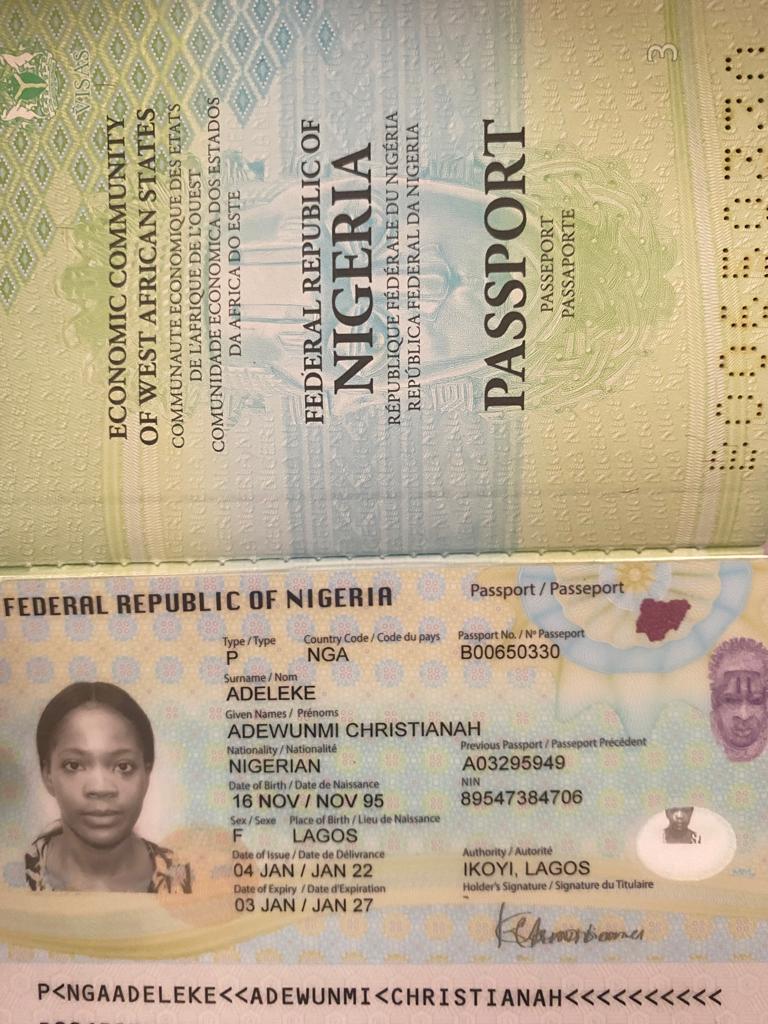 VISAS
3
ECONOMIC COMMUNITY
OF WEST AFRICAN STATES
COMMUNAUTE ECONOMIQUE DES ETATS
DE L'AFRIQUE DE L'OUEST
COMUNIDADE ECONOMICA DOS ESTADOS
DA AFRICA DO ESTE
FEDERAL REPUBLIC OF
NIGERIA
RÉPUBLIQUE FÉDÉRALE DU NIGÉRIA
REPÚBLICA FEDERAL DA NIGERIA
PASSPORT
PASSEPORT
PASSAPORTE
B00650330
FEDERAL REPUBLIC OF NIGERIA
Passport / Passeport
Type / Type Country Code / Code du pays Passport No. / Nº Passeport
P NGA B00650330
Surname / Nom
ADELEKE
Given Names / Prénoms
ADEWUNMI CHRISTIANAH
Nationality / Nationalité Previous Passport / Passeport Précédent
NIGERIAN A03295949
Date of Birth / Date de Naissance NIN
16 NOV / NOV 95 89547384706
Sex / Sexe Place of Birth / Lieu de Naissance
F LAGOS
Date of Issue / Date de Délivrance Authority / Autorité
04 JAN / JAN 22 IKOYI, LAGOS
Date of Expiry / Date d'Expiration Holder's Signature / Signature du Titulaire
03 JAN / JAN 27
P<NGAADELEKE<<ADEWUNMI<CHRISTIANAH<<<<<<<<<<